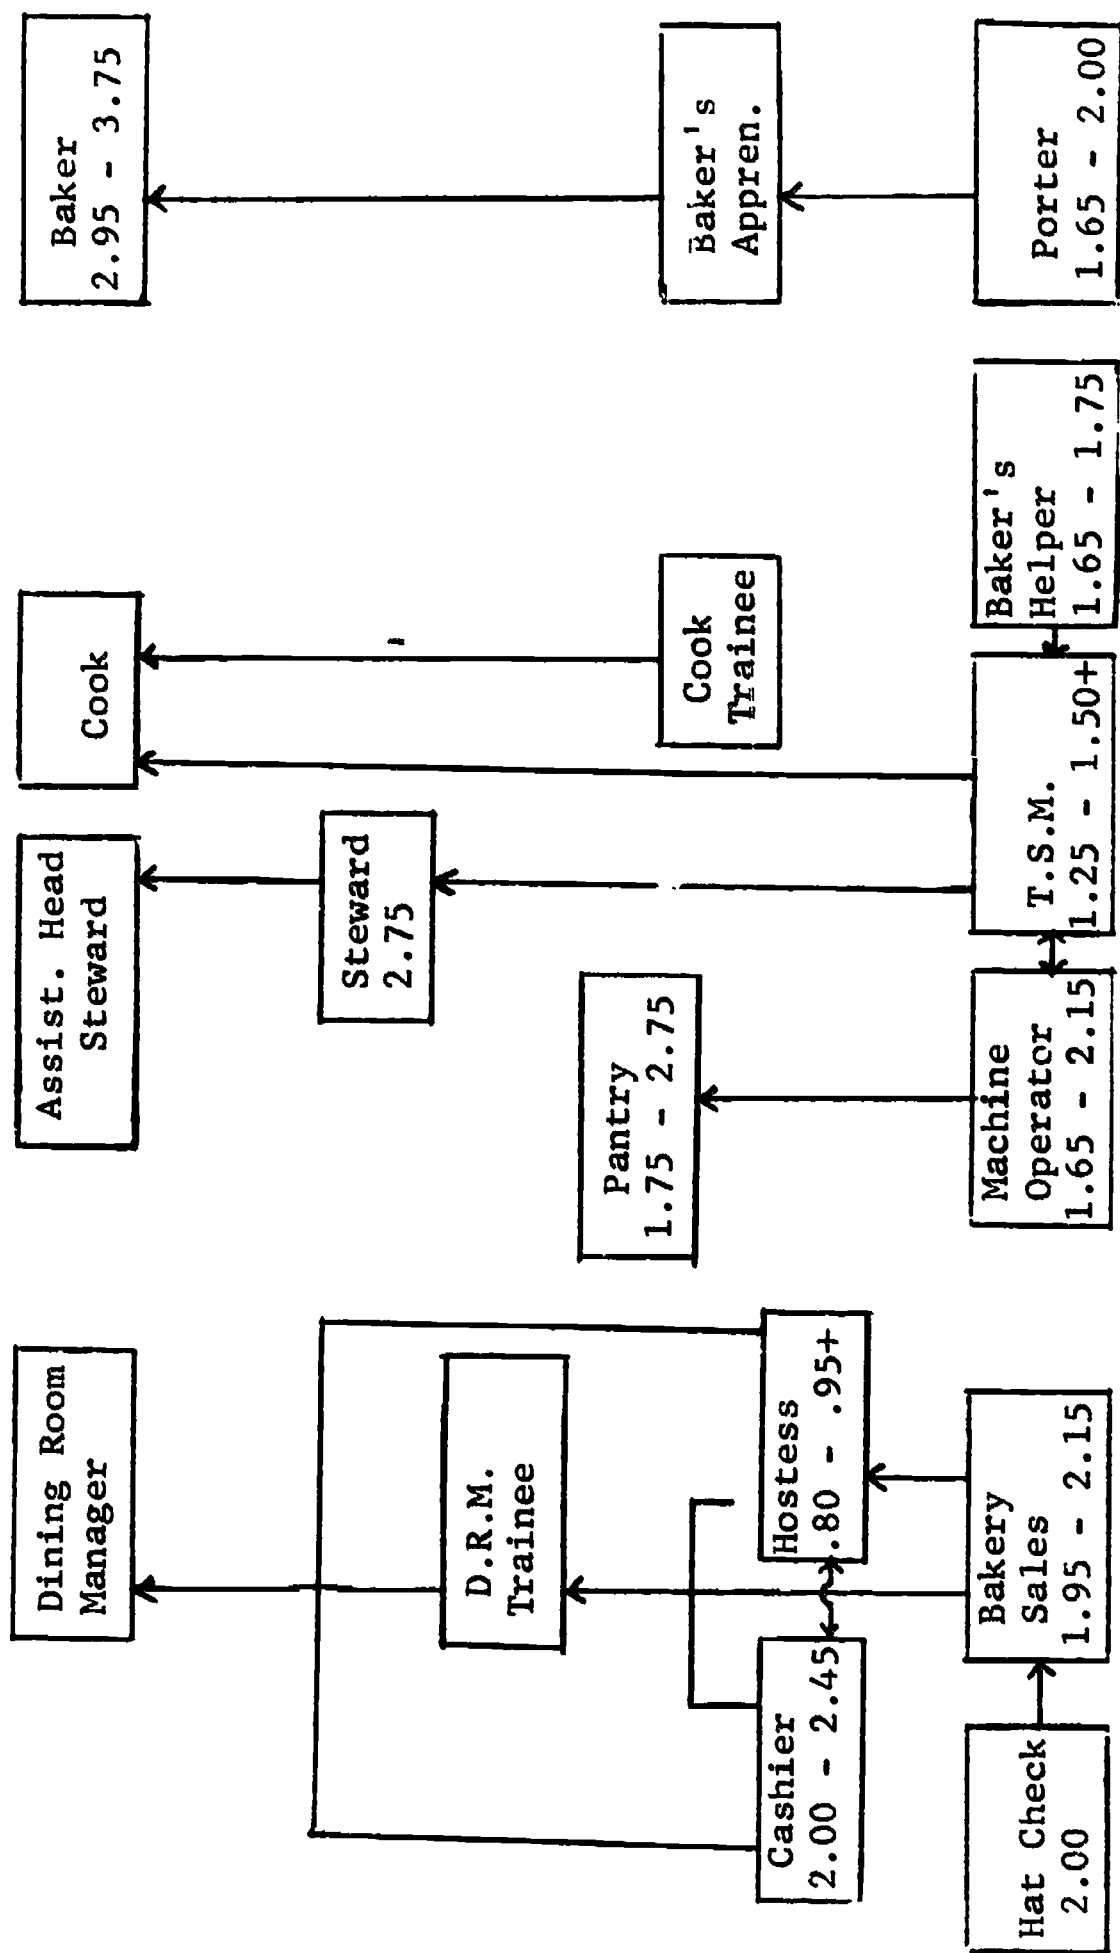 Dining Room
Manager
Assist. Head
Steward
Cook
Baker
2.95 - 3.75
Steward
2.75
D.R.M.
Trainee
Pantry
1.75 - 2.75
Cook
Trainee
Baker's
Appren.
Cashier
2.00 - 2.45
Hostess
.80 - .95+
Hat Check
2.00
Bakery
Sales
1.95 - 2.15
Machine
Operator
1.65 - 2.15
T.S.M.
1.25 - 1.50+
Baker's
Helper
1.65 - 1.75
Porter
1.65 - 2.00